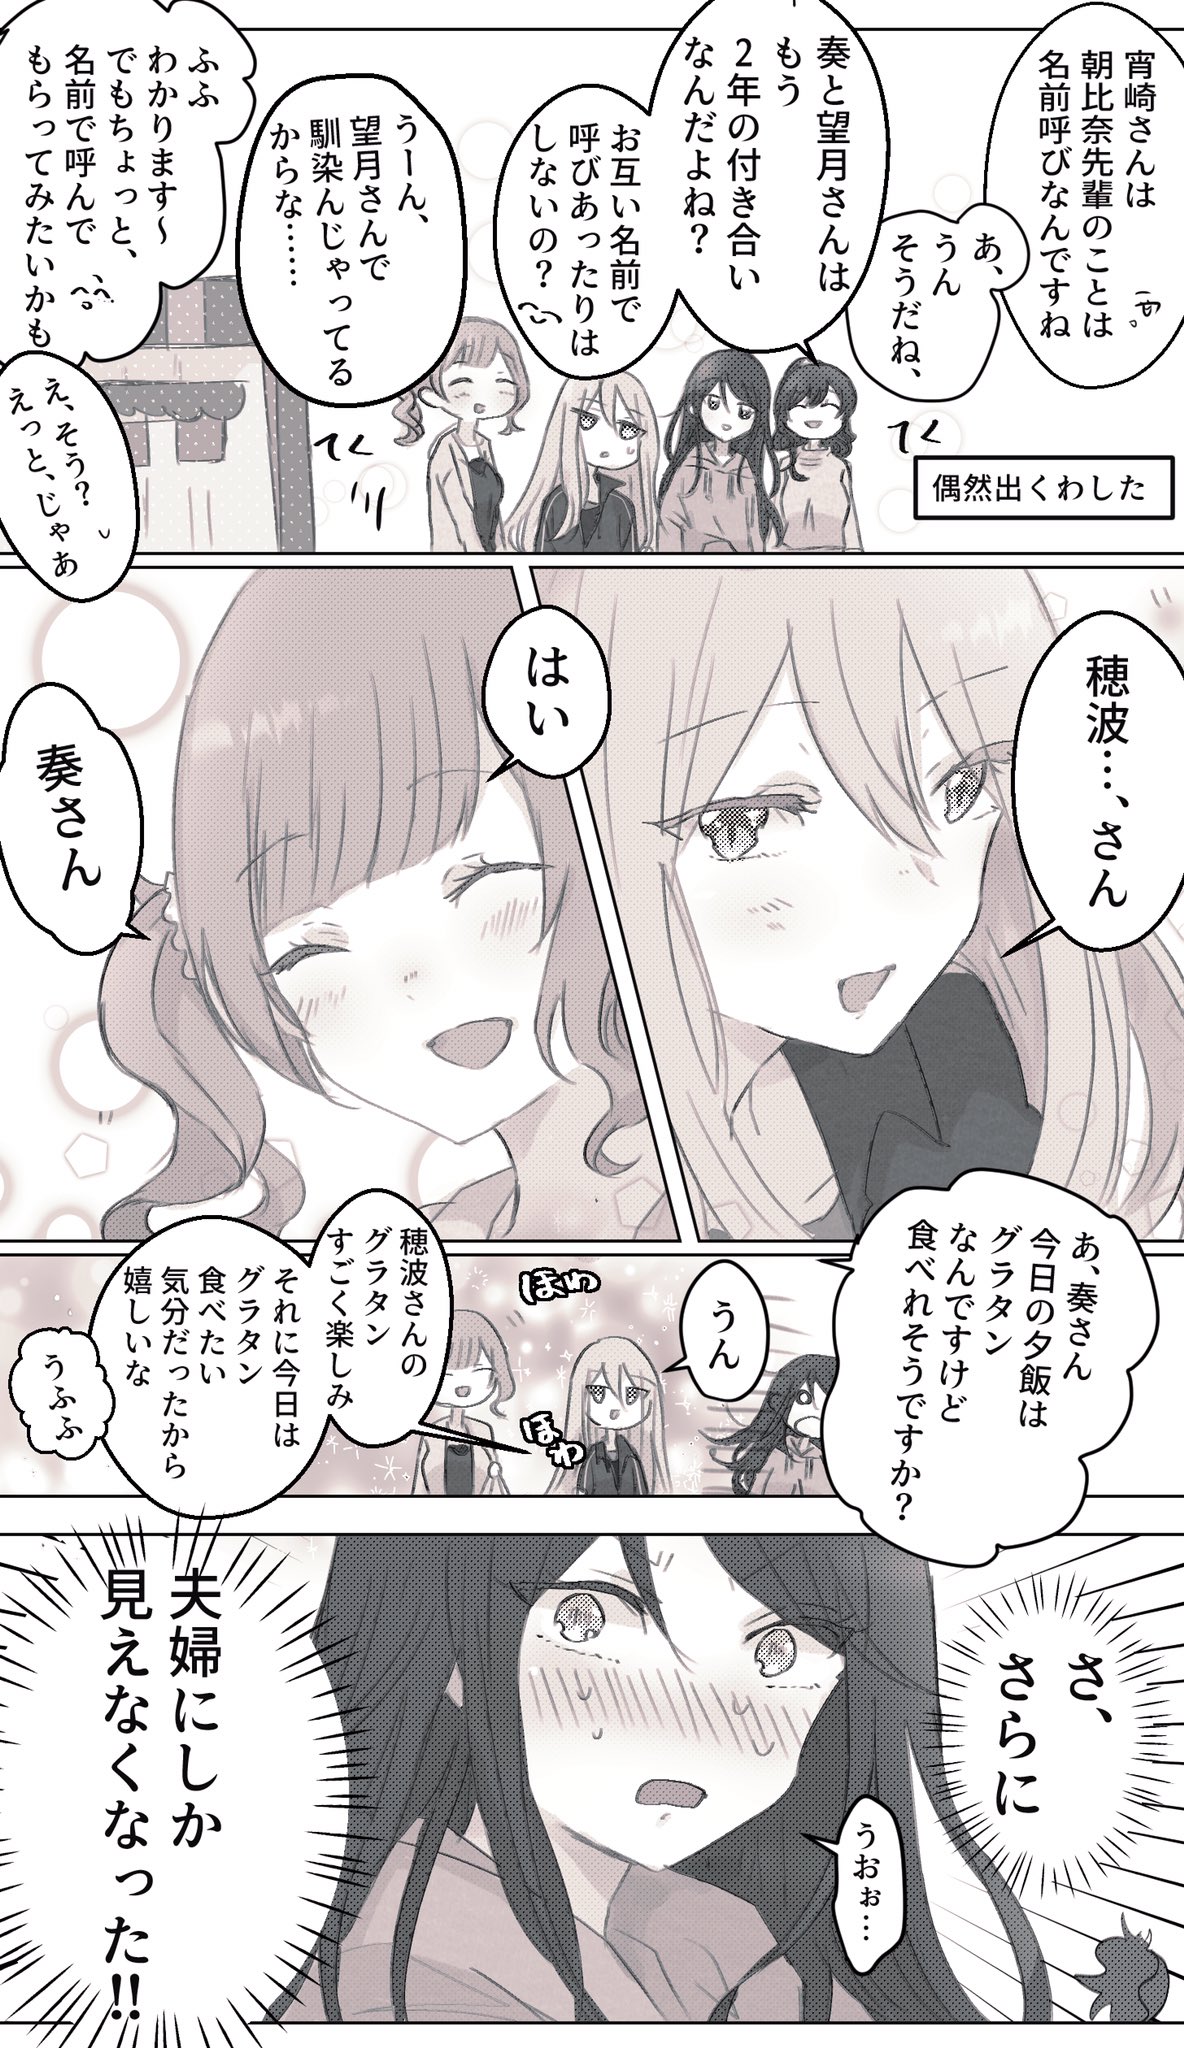 宵崎さんは
朝比奈先輩のことは
名前呼びなんですね
あ、
うん
そうだね、
偶然出くわした
奏と望月さんは
もう
2年の付き合い
なんだよね?
お互い名前で
呼びあったりは
しないの?
うーん、
望月さんで
馴染んじゃってる
からな……
ふふ
わかります〜
でもちょっと、
名前で呼んで
もらってみたいかも
え、そう?
えっと、じゃあ
てく
てく
穂波…、さん
はい
奏さん
あ、奏さん
今日の夕飯は
グラタン
なんですけど
食べれそうですか?
うん
穂波さんの
グラタン
すごく楽しみ
それに今日は
グラタン
食べたい
気分だったから
嬉しいな
うふふ
ほわ
ほわ
さ、
さらに
うおぉ…
夫婦にしか
見えなくなった!!